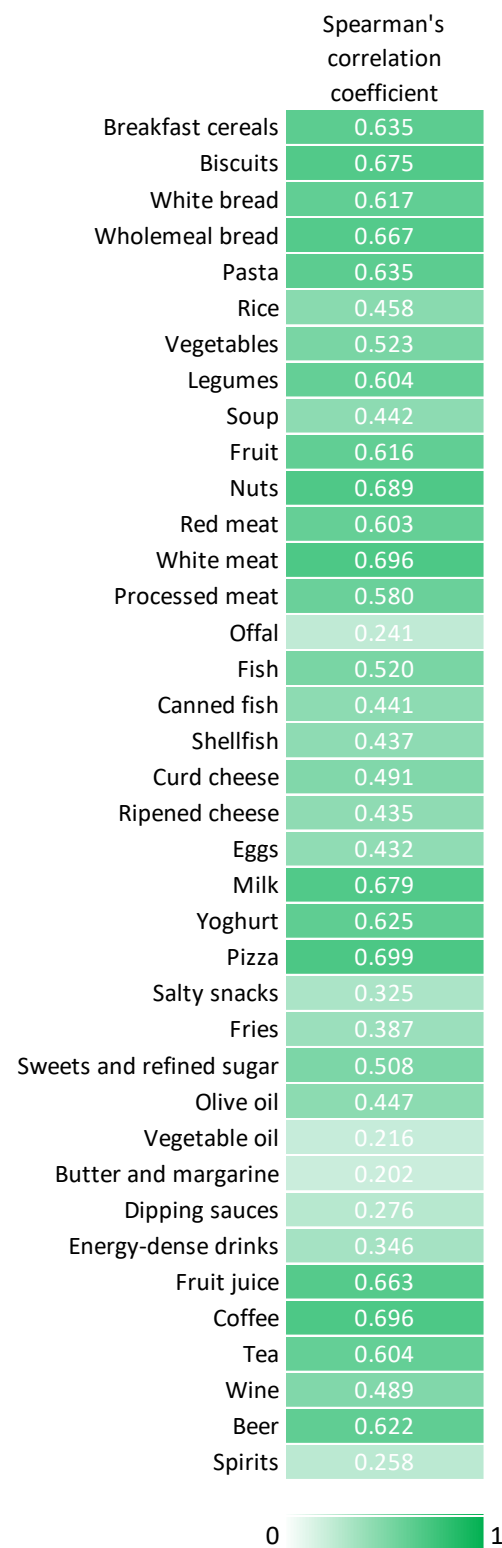 Spearman's
correlation
coefficient
Breakfast cereals 0.635
Biscuits 0.675
White bread 0.617
Wholemeal bread 0.667
Pasta 0.635
Rice 0.458
Vegetables 0.523
Legumes 0.604
Soup 0.442
Fruit 0.616
Nuts 0.689
Red meat 0.603
White meat 0.696
Processed meat 0.580
Offal 0.241
Fish 0.520
Canned fish 0.441
Shellfish 0.437
Curd cheese 0.491
Ripened cheese 0.435
Eggs 0.432
Milk 0.679
Yoghurt 0.625
Pizza 0.699
Salty snacks 0.325
Fries 0.387
Sweets and refined sugar 0.508
Olive oil 0.447
Vegetable oil 0.216
Butter and margarine 0.202
Dipping sauces 0.276
Energy-dense drinks 0.346
Fruit juice 0.663
Coffee 0.696
Tea 0.604
Wine 0.489
Beer 0.622
Spirits 0.258
0 1